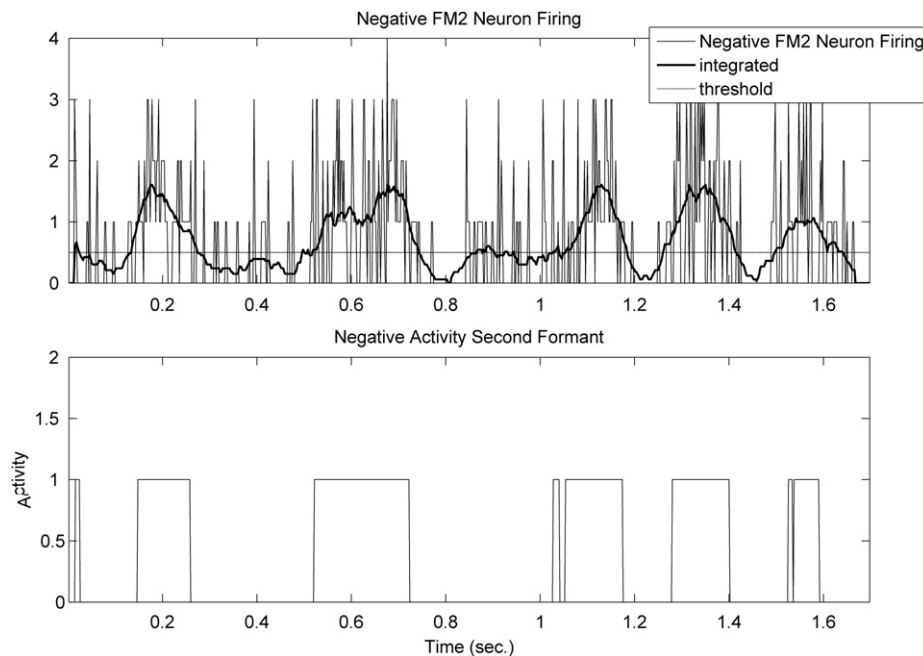 Negative FM2 Neuron Firing
Negative FM2 Neuron Firing
integrated
threshold
4
3
2
1
0
0.2 0.4 0.6 0.8 1 1.2 1.4 1.6
Negative Activity Second Formant
2
1.5
1
0.5
0
Activity
0.2 0.4 0.6 0.8 1 1.2 1.4 1.6
Time (sec.)